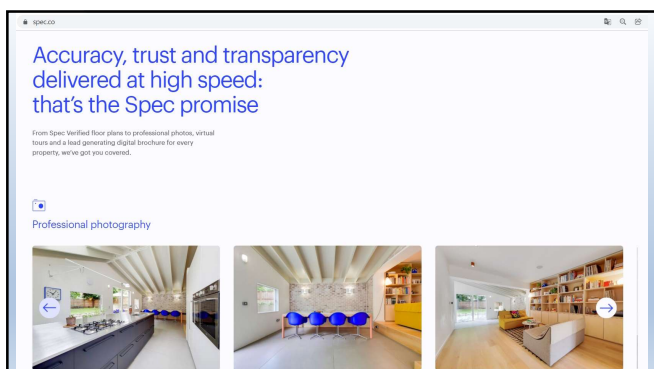 spec.co
Accuracy, trust and transparency
delivered at high speed:
that's the Spec promise
From Spec Verified floor plans to professional photos, virtual
tours and a lead generating digital brochure for every
property, we've got you covered.
Professional photography